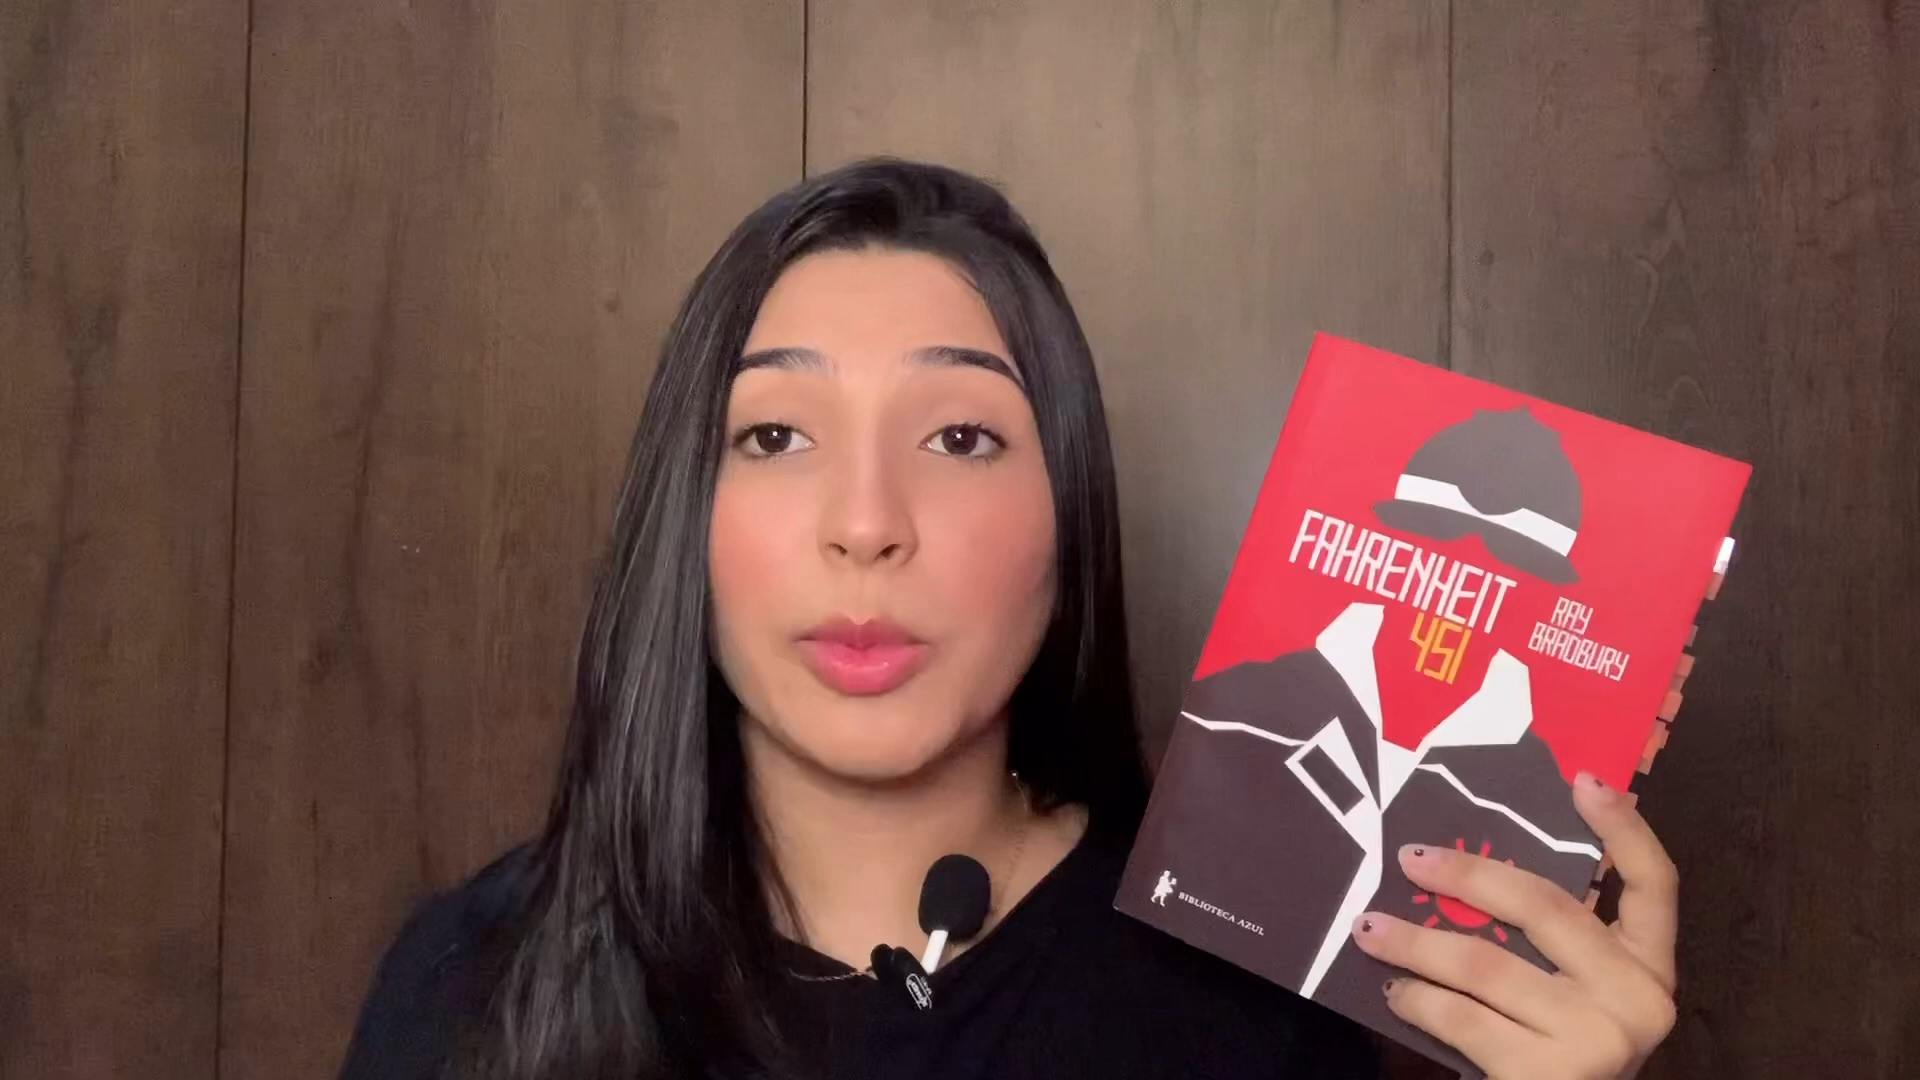 FAHRENHEIT
451
RAY
BRADBURY
BIBLIOTECA AZUL